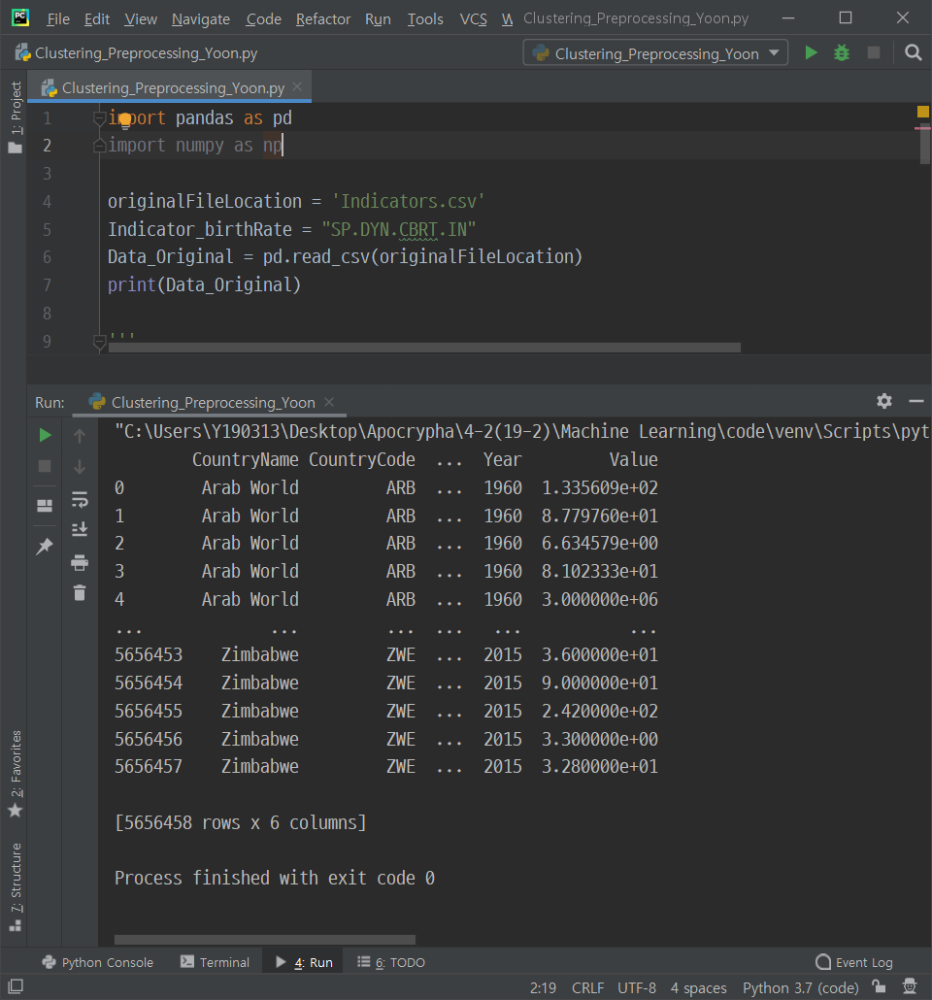 PC File Edit View Navigate Code Refactor Run Tools VCS W Clustering_Preprocessing_Yoon.py
Clustering_Preprocessing_Yoon.py Clustering_Preprocessing_Yoon
Clustering_Preprocessing_Yoon.py
1: Project
1 import pandas as pd
2 import numpy as np
3
4 originalFileLocation = 'Indicators.csv'
5 Indicator_birthRate = "SP.DYN.CBRT.IN"
6 Data_Original = pd.read_csv(originalFileLocation)
7 print(Data_Original)
8
9 '''
Run: Clustering_Preprocessing_Yoon
"C:\Users\Y190313\Desktop\Apocrypha\4-2(19-2)\Machine Learning\code\venv\Scripts\pyt
CountryName CountryCode ... Year Value
0 Arab World ARB ... 1960 1.335609e+02
1 Arab World ARB ... 1960 8.779760e+01
2 Arab World ARB ... 1960 6.634579e+00
3 Arab World ARB ... 1960 8.102333e+01
4 Arab World ARB ... 1960 3.000000e+06
... ... ... ... ... ...
5656453 Zimbabwe ZWE ... 2015 3.600000e+01
5656454 Zimbabwe ZWE ... 2015 9.000000e+01
5656455 Zimbabwe ZWE ... 2015 2.420000e+02
5656456 Zimbabwe ZWE ... 2015 3.300000e+00
5656457 Zimbabwe ZWE ... 2015 3.280000e+01
[5656458 rows x 6 columns]
Process finished with exit code 0
2: Favorites
7: Structure
Python Console Terminal 4: Run 6: TODO Event Log
2:19 CRLF UTF-8 4 spaces Python 3.7 (code)